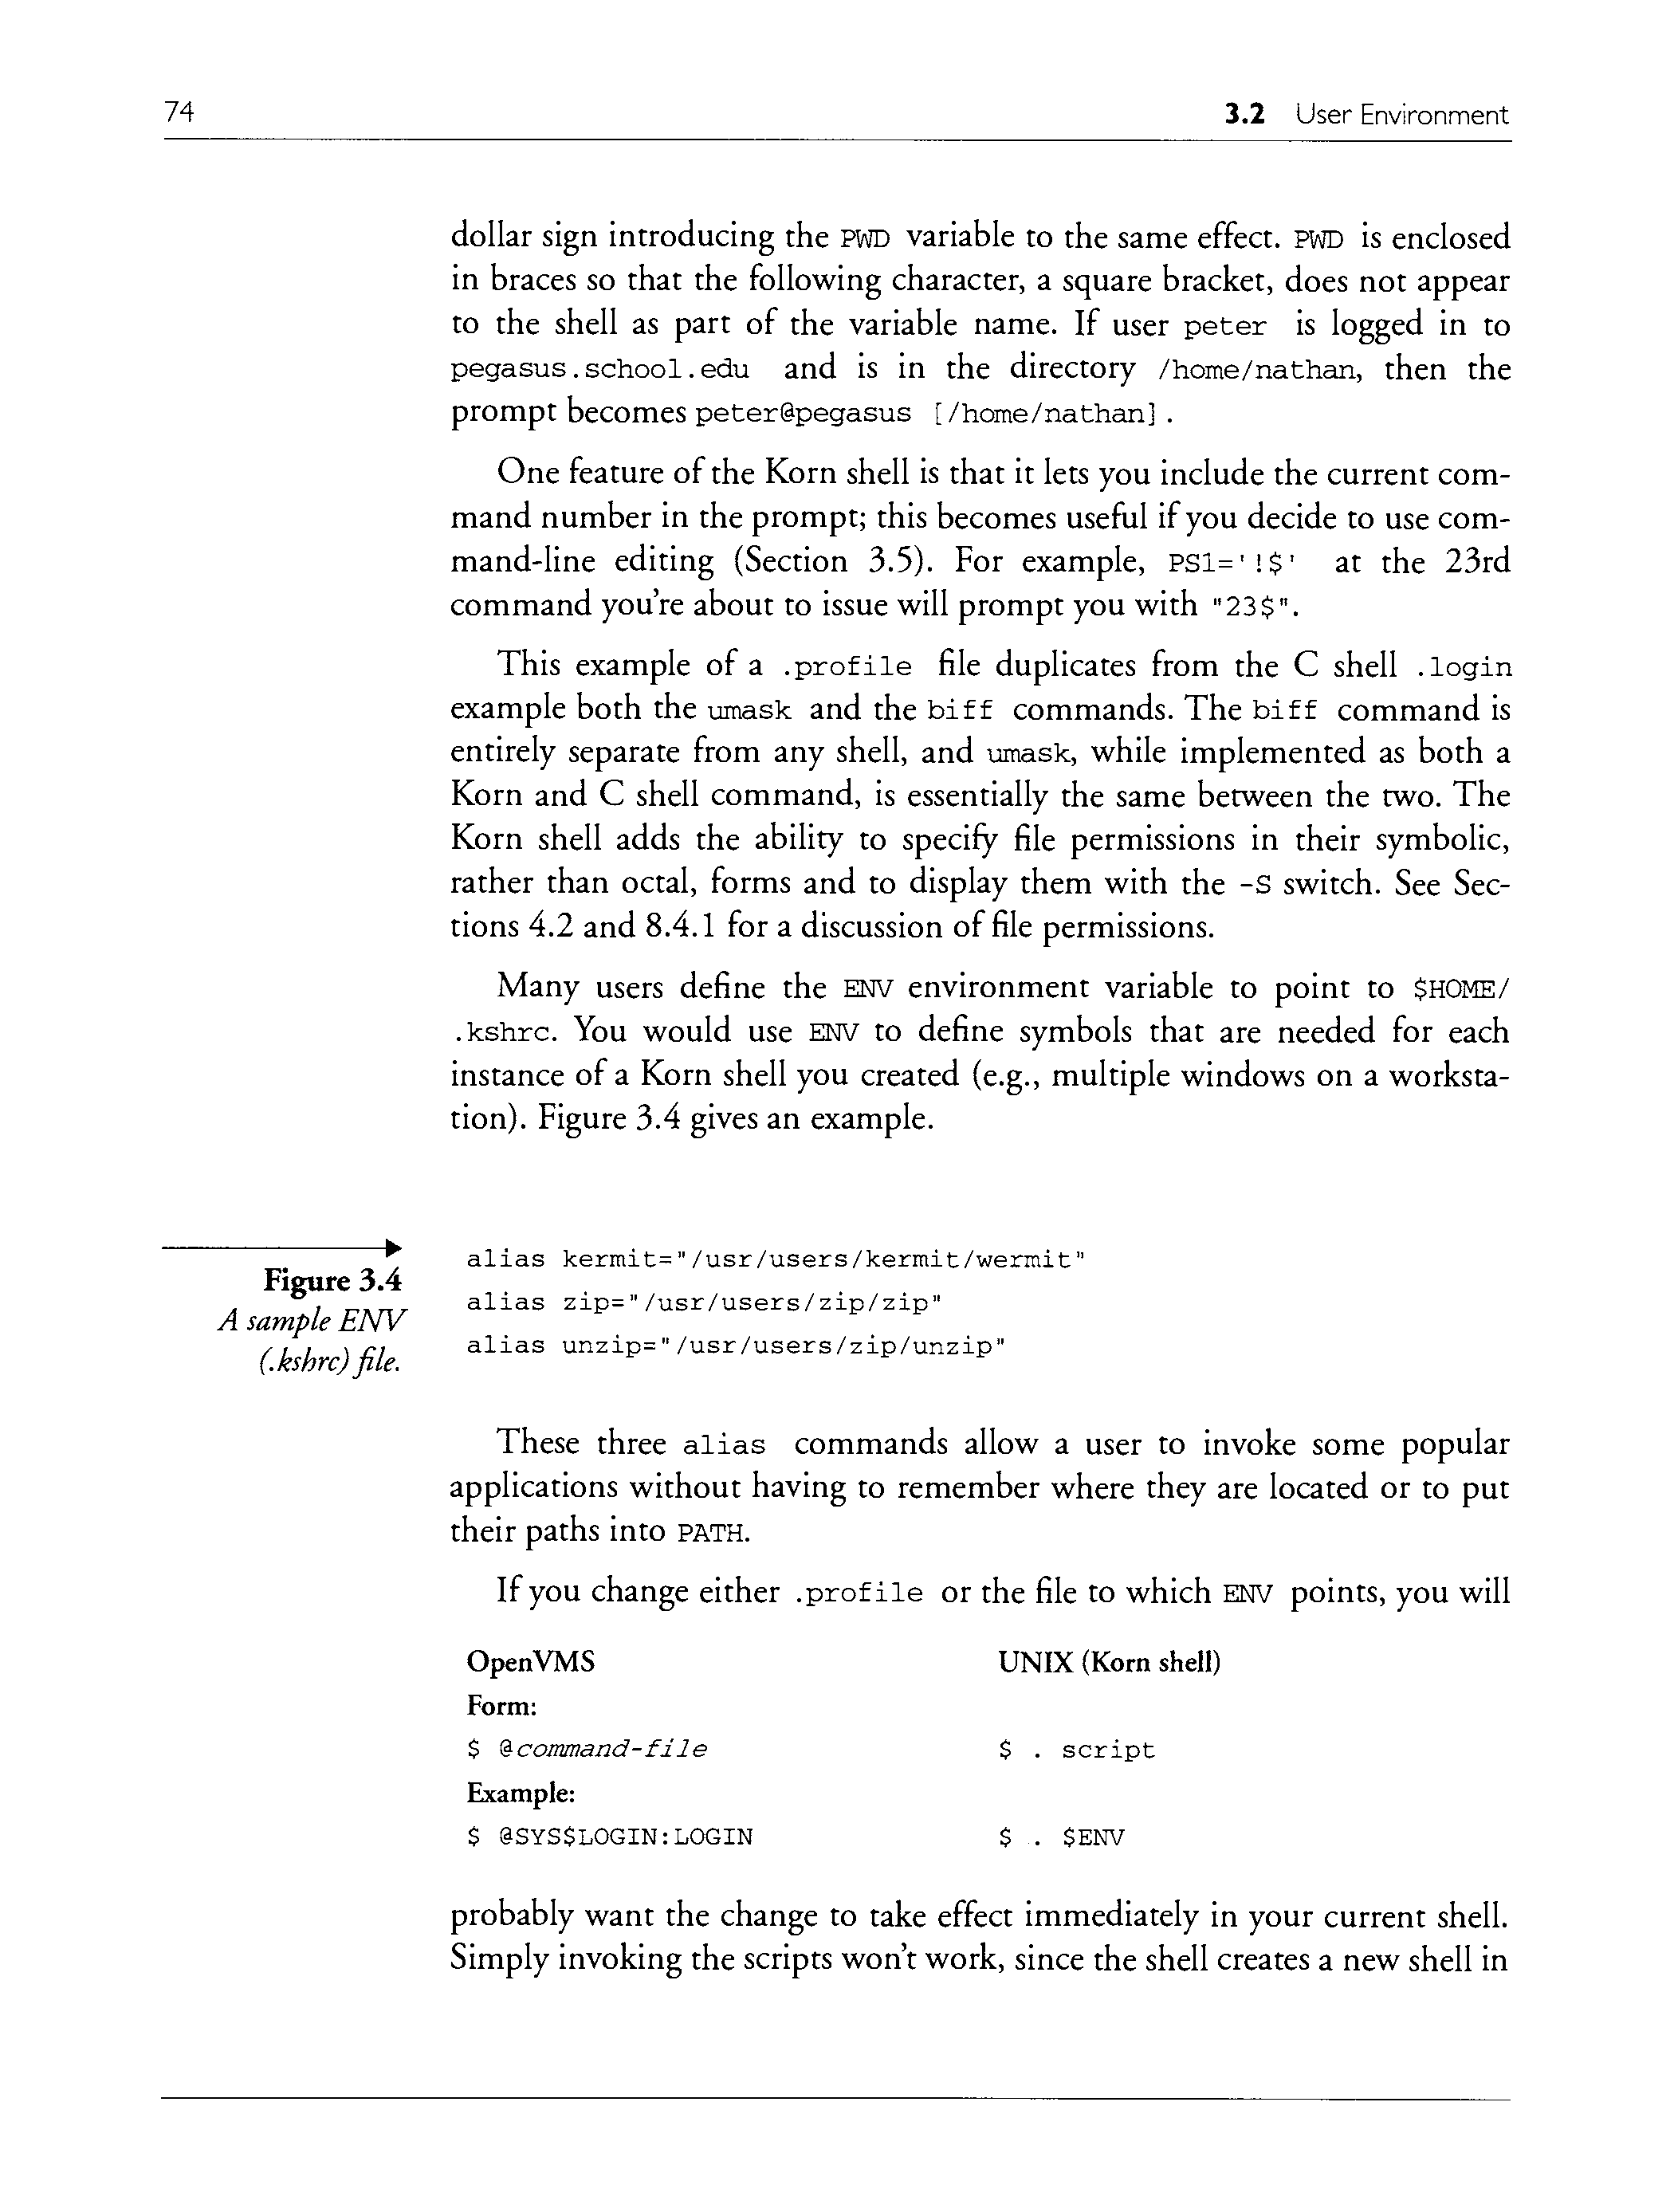 74
3.2 User Environment
dollar sign introducing the PWD variable to the same effect. PWD is enclosed
in braces so that the following character, a square bracket, does not appear
to the shell as part of the variable name. If user peter is logged in to
pegasus.school.edu and is in the directory /home/nathan, then the
prompt becomes peter@pegasus [/home/nathan].
One feature of the Korn shell is that it lets you include the current com-
mand number in the prompt; this becomes useful if you decide to use com-
mand-line editing (Section 3.5). For example, PS1='!$' at the 23rd
command you're about to issue will prompt you with "23$".
This example of a .profile file duplicates from the C shell .login
example both the umask and the biff commands. The biff command is
entirely separate from any shell, and umask, while implemented as both a
Korn and C shell command, is essentially the same between the two. The
Korn shell adds the ability to specify file permissions in their symbolic,
rather than octal, forms and to display them with the -S switch. See Sec-
tions 4.2 and 8.4.1 for a discussion of file permissions.
Many users define the ENV environment variable to point to $HOME/
.kshrc. You would use ENV to define symbols that are needed for each
instance of a Korn shell you created (e.g., multiple windows on a worksta-
tion). Figure 3.4 gives an example.
Figure 3.4
A sample ENV
(.kshrc) file.
alias kermit="/usr/users/kermit/wermit"
alias zip="/usr/users/zip/zip"
alias unzip="/usr/users/zip/unzip"
These three alias commands allow a user to invoke some popular
applications without having to remember where they are located or to put
their paths into PATH.
If you change either .profile or the file to which ENV points, you will
OpenVMS UNIX (Korn shell)
Form:
$ @command-file $ . script
Example:
$ @SYS$LOGIN:LOGIN $ . $ENV
probably want the change to take effect immediately in your current shell.
Simply invoking the scripts won't work, since the shell creates a new shell in